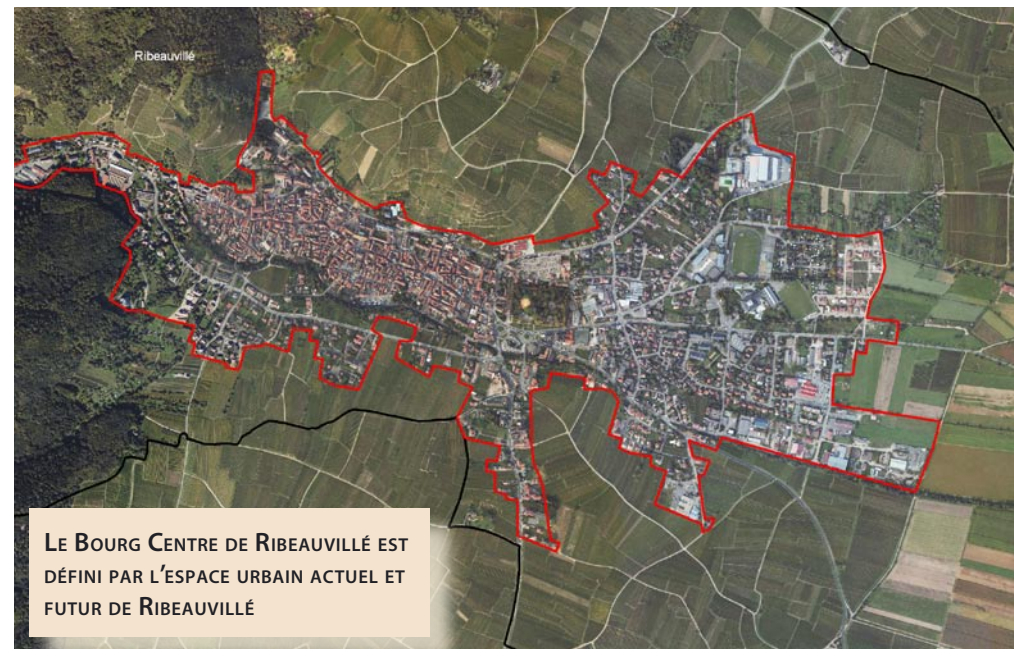 Ribeauvillé
Le Bourg Centre de Ribeauvillé est
défini par l'espace urbain actuel et
futur de Ribeauvillé